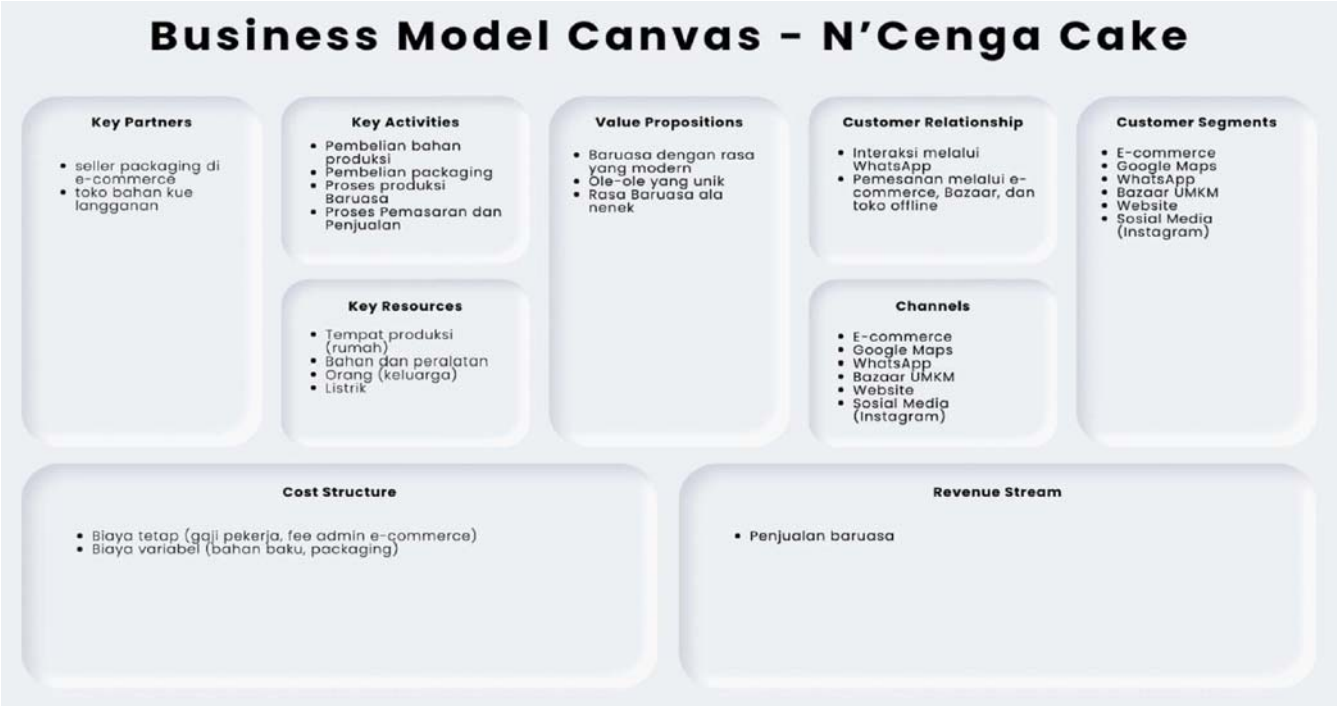 Business Model Canvas - N'Cenga Cake
Key Partners
• seller packaging di
e-commerce
• toko bahan kue
langganan
Key Activities
• Pembelian bahan
produksi
• Pembelian packaging
• Proses produksi
Baruasa
• Proses Pemasaran dan
Penjualan
Key Resources
• Tempat produksi
(rumah)
• Bahan dan peralatan
• Orang (keluarga)
• Listrik
Value Propositions
• Baruasa dengan rasa
yang modern
• Ole-ole yang unik
• Rasa Baruasa ala
nenek
Customer Relationship
• Interaksi melalui
WhatsApp
• Pemesanan melalui e-
commerce, Bazaar, dan
toko offline
Channels
• E-commerce
• Google Maps
• WhatsApp
• Bazaar UMKM
• Website
• Sosial Media
(Instagram)
Customer Segments
• E-commerce
• Google Maps
• WhatsApp
• Bazaar UMKM
• Website
• Sosial Media
(Instagram)
Cost Structure
• Biaya tetap (gaji pekerja, fee admin e-commerce)
• Biaya variabel (bahan baku, packaging)
Revenue Stream
• Penjualan baruasa